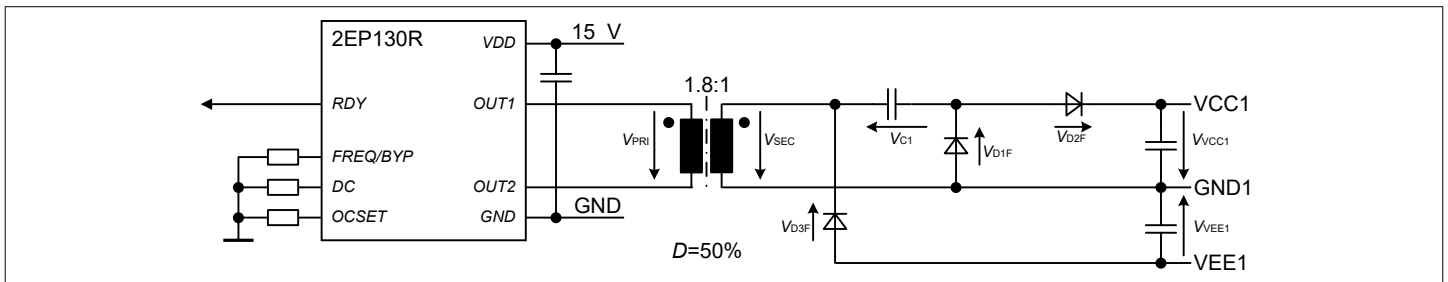 2EP130R
VDD
15 V
1.8:1
RDY
OUT1
VCC1
VPRI
VSEC
VC1
VD1F
VD2F
VVCC1
FREQ/BYP
DC
OUT2
GND1
OCSET
GND
VD3F
VVEE1
D=50%
VEE1